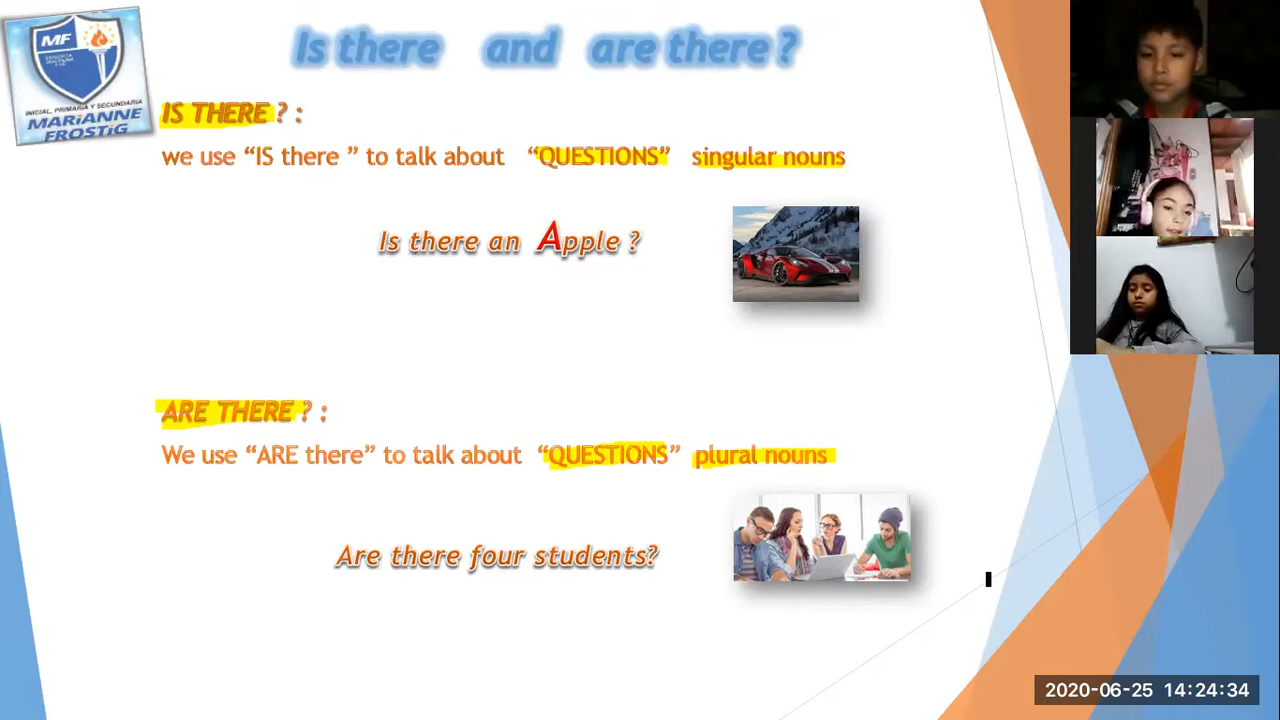 Is there and are there ?
MF
INICIAL, PRIMARIA Y SECUNDARIA
MARIANNE
FROSTIG
IS THERE ? :
we use “IS there ” to talk about “QUESTIONS” singular nouns
Is there an Apple ?
ARE THERE ? :
We use “ARE there” to talk about “QUESTIONS” plural nouns
Are there four students?
2020-06-25 14:24:34